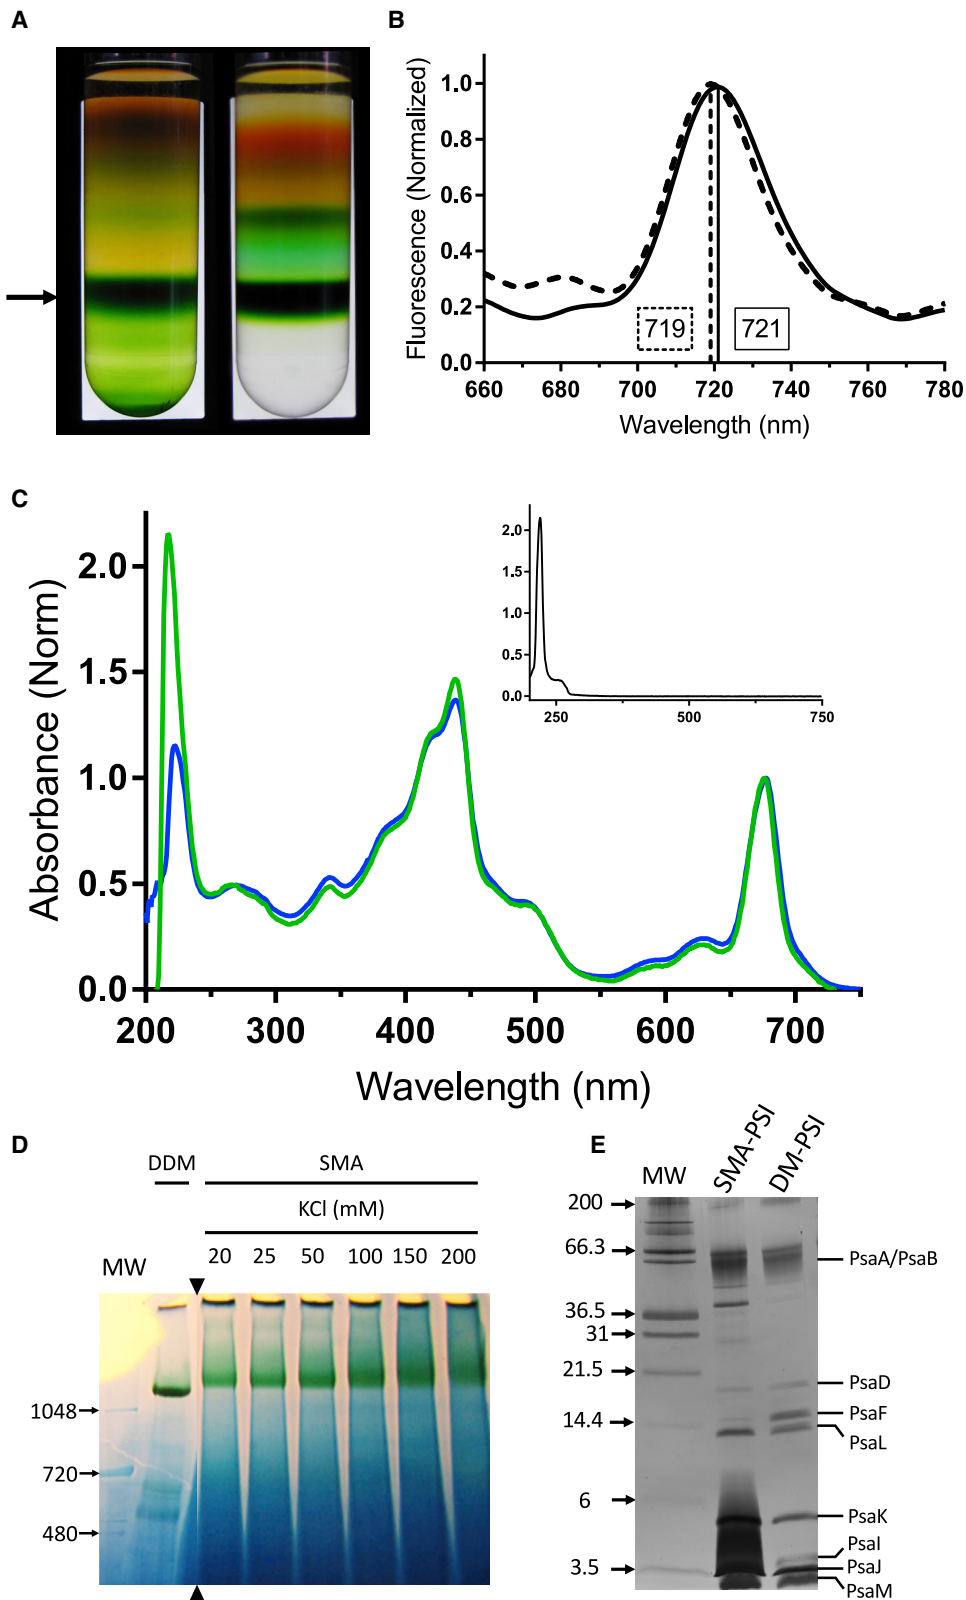 A
B
Fluorescence (Normalized)
1.0
0.8
0.6
0.4
0.2
0.0
719
721
660 680 700 720 740 760 780
Wavelength (nm)
C
Absorbance (Norm)
2.0
1.5
1.0
0.5
0.0
200 300 400 500 600 700
Wavelength (nm)
2.0
1.5
1.0
0.5
0.0
250 500 750
D
DDM SMA
KCl (mM)
20 25 50 100 150 200
MW
1048
720
480
E
MW SMA-PSI DM-PSI
200
66.3
36.5
31
21.5
14.4
6
3.5
PsaA/PsaB
PsaD
PsaF
PsaL
PsaK
PsaI
PsaJ
PsaM